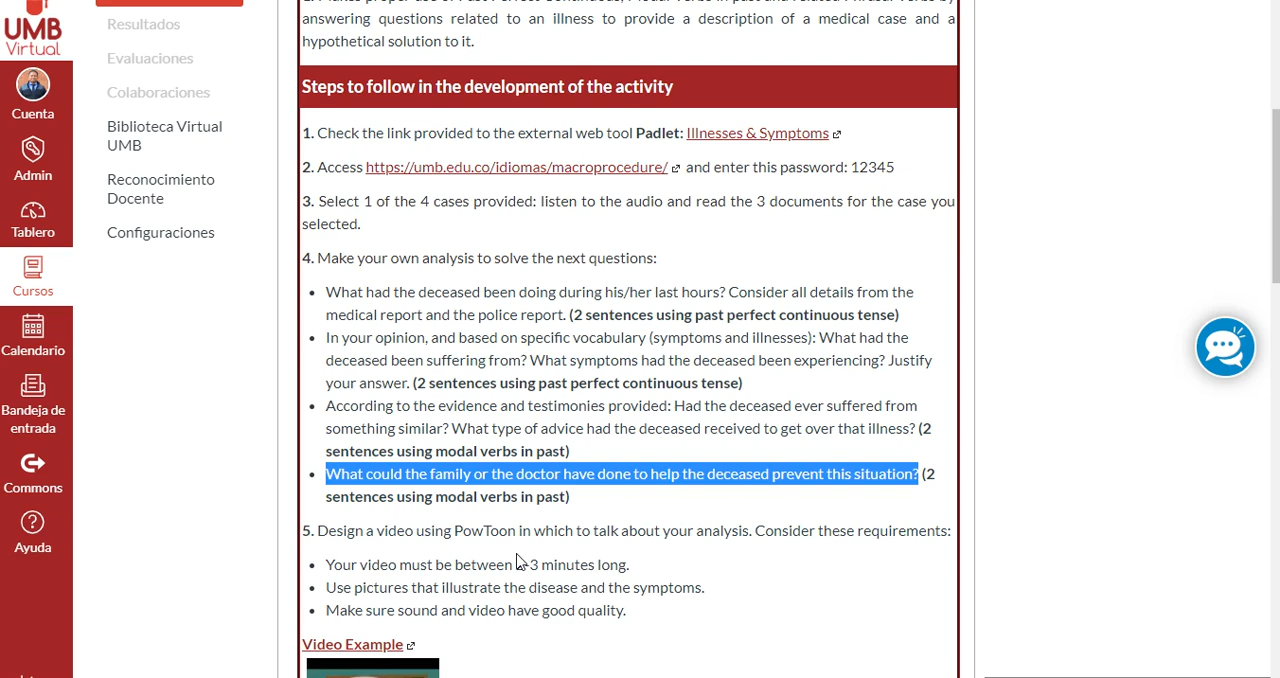 UMB
Virtual
Cuenta
Admin
Tablero
Cursos
Calendario
Bandeja de
entrada
Commons
Ayuda
Resultados
Evaluaciones
Colaboraciones
Biblioteca Virtual
UMB
Reconocimiento
Docente
Configuraciones
answering questions related to an illness to provide a description of a medical case and a
hypothetical solution to it.
Steps to follow in the development of the activity
1. Check the link provided to the external web tool Padlet: Illnesses & Symptoms
2. Access https://umb.edu.co/idiomas/macroprocedure/ and enter this password: 12345
3. Select 1 of the 4 cases provided: listen to the audio and read the 3 documents for the case you
selected.
4. Make your own analysis to solve the next questions:
• What had the deceased been doing during his/her last hours? Consider all details from the
medical report and the police report. (2 sentences using past perfect continuous tense)
• In your opinion, and based on specific vocabulary (symptoms and illnesses): What had the
deceased been suffering from? What symptoms had the deceased been experiencing? Justify
your answer. (2 sentences using past perfect continuous tense)
• According to the evidence and testimonies provided: Had the deceased ever suffered from
something similar? What type of advice had the deceased received to get over that illness? (2
sentences using modal verbs in past)
• What could the family or the doctor have done to help the deceased prevent this situation? (2
sentences using modal verbs in past)
5. Design a video using PowToon in which to talk about your analysis. Consider these requirements:
• Your video must be between -3 minutes long.
• Use pictures that illustrate the disease and the symptoms.
• Make sure sound and video have good quality.
Video Example